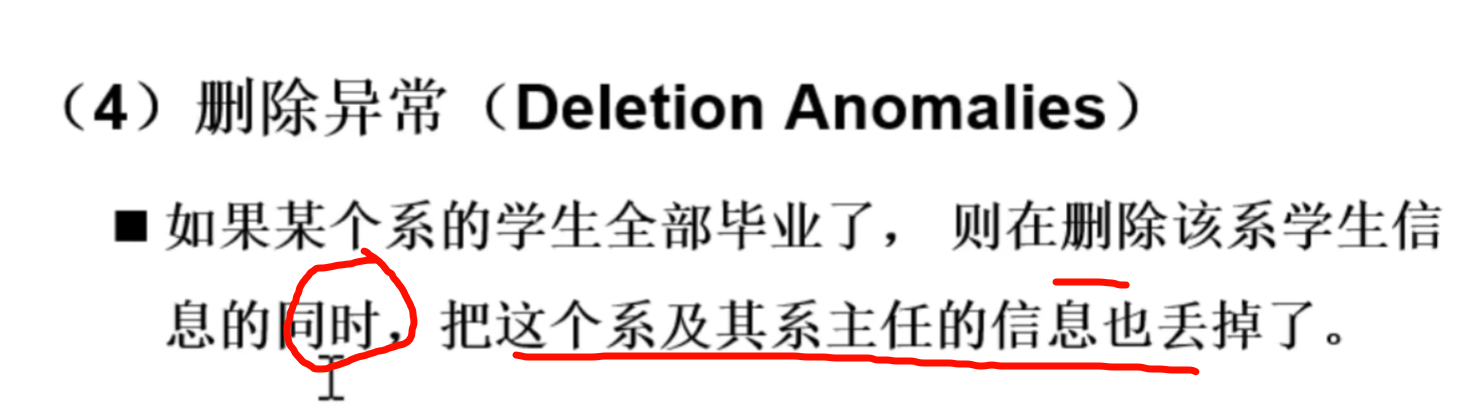 （4）删除异常（Deletion Anomalies）
■ 如果某个系的学生全部毕业了， 则在删除该系学生信
息的同时，把这个系及其系主任的信息也丢掉了。